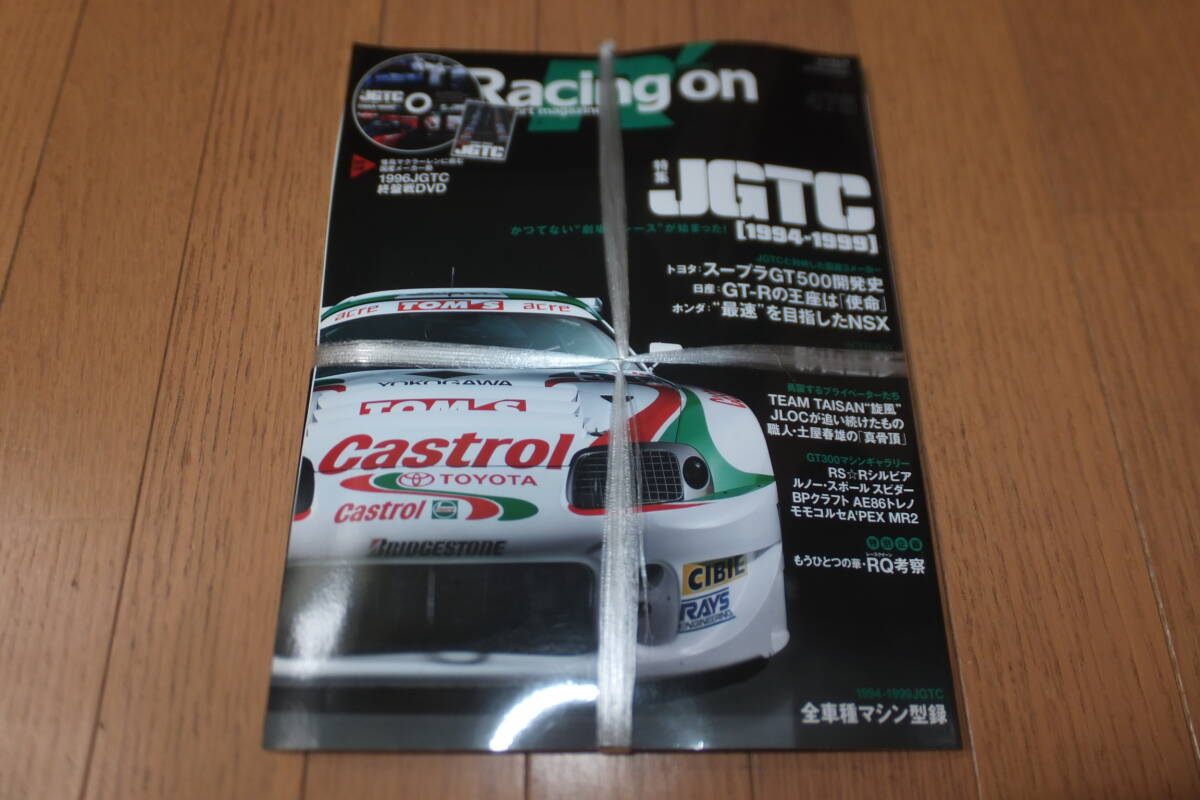 Racing on
JGTC
JGTC
1996JGTC
終盤戦DVD
特集
JGTC
[1994-1999]
かつてない"劇場
ース"が始まった!
トヨタ:スープラGT500開発史
日産:GT-Rの王座は「使命」
ホンダ:"最速"を目指したNSX
TEAM TAISAN"旋風"
JLOCが追い続けたもの
職人・土屋春雄の「真骨頂」
GT300マシンギャラリー
RS☆Rシルビア
ルノー・スポール スピダー
BPクラフト AE86トレノ
モモコルセA'PEX MR2
特別企画
もうひとつの華・RQ考察
1994-1999JGTC
全車種マシン型録
acre TOM'S acre
YOKOGAWA
TOM'S
Castrol
TOYOTA
Castrol
BRIDGESTONE
CIBIE
RAYS
ENGINEERING